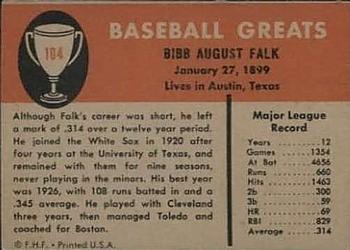 BASEBALL GREATS
104
BIBB AUGUST FALK
January 27, 1899
Lives in Austin, Texas
Although Falk's career was short, he left
a mark of .314 over a twelve year period.
He joined the White Sox in 1920 after
four years at the University of Texas, and
remained with them for nine seasons,
never playing in the minors. His best year
was 1926, with 108 runs batted in and a
.345 average. He played with Cleveland
three years, then managed Toledo and
coached for Boston.
© F.H.F. • Printed U.S.A.
Major League
Record
Years - 12
Games - 1354
At Bat - 4656
Runs - 660
Hits - 1463
2b - 300
3b - 59
HR - 69
RBI - 829
Average - .314